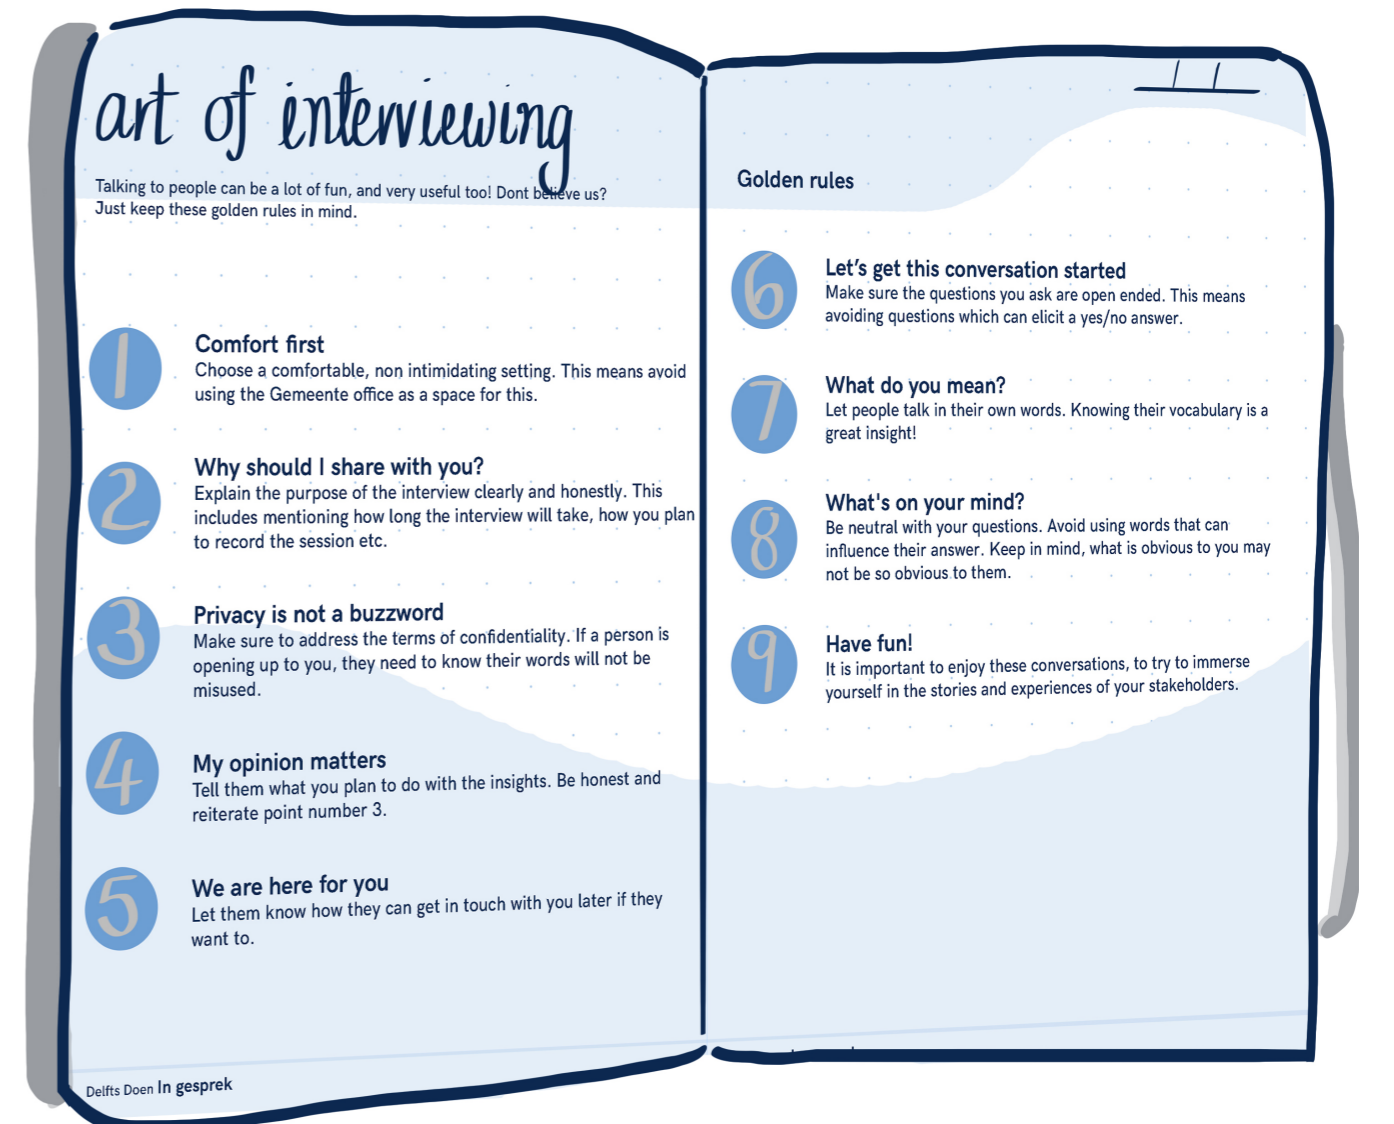 art of interviewing
Talking to people can be a lot of fun, and very useful too! Dont believe us?
Just keep these golden rules in mind.
1
Comfort first
Choose a comfortable, non intimidating setting. This means avoid
using the Gemeente office as a space for this.
2
Why should I share with you?
Explain the purpose of the interview clearly and honestly. This
includes mentioning how long the interview will take, how you plan
to record the session etc.
3
Privacy is not a buzzword
Make sure to address the terms of confidentiality. If a person is
opening up to you, they need to know their words will not be
misused.
4
My opinion matters
Tell them what you plan to do with the insights. Be honest and
reiterate point number 3.
5
We are here for you
Let them know how they can get in touch with you later if they
want to.
Delfts Doen In gesprek
Golden rules
6
Let's get this conversation started
Make sure the questions you ask are open ended. This means
avoiding questions which can elicit a yes/no answer.
7
What do you mean?
Let people talk in their own words. Knowing their vocabulary is a
great insight!
8
What's on your mind?
Be neutral with your questions. Avoid using words that can
influence their answer. Keep in mind, what is obvious to you may
not be so obvious to them.
9
Have fun!
It is important to enjoy these conversations, to try to immerse
yourself in the stories and experiences of your stakeholders.